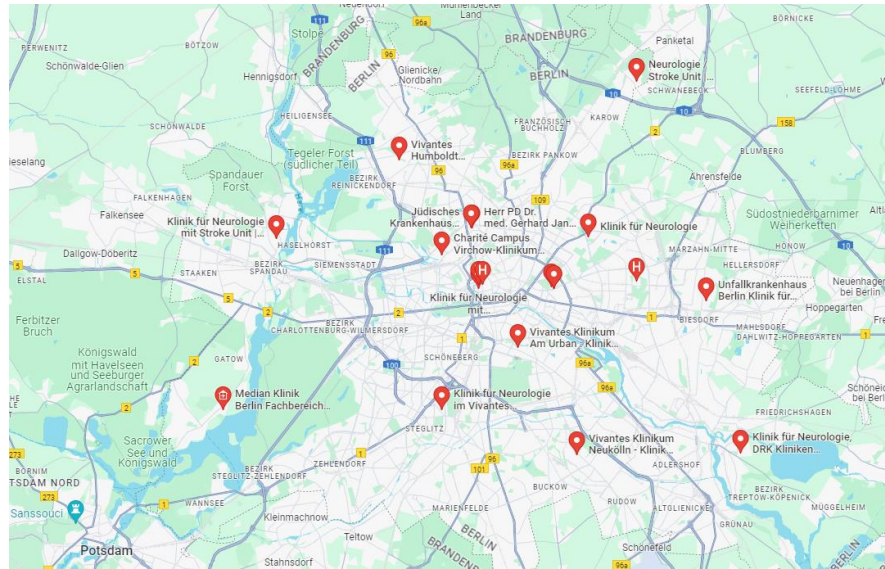 Stolpe
111
BRANDENBURG
BERLIN
96a
Mühlenbecker
Land
BÖRNICKE
96
Glienicke/
Nordbahn
BRANDENBURG
BERLIN
Panketal
2
PERWENITZ
BÖTZOW
Schönwalde-Glien
Hennigsdorf
Neurologie
Stroke Unit |...
SCHWANEBECK
SEEFELD-LOHME
10
10
158
HEILIGENSEE
SCHÖNWALDE
FRANZÖSISCH
BUCHHOLZ
KAROW
2
Tegeler Forst
(südlicher Teil)
111
Vivantes
Humboldt...
96
96a
BEZIRK PANKOW
BLUMBERG
Spandauer
Forst
BEZIRK
REINICKENDORF
Ahrensfelde
FALKENHAGEN
Falkensee
109
Klinik für Neurologie
mit Stroke Unit |...
HASELHORST
Jüdisches
Krankenhaus...
Herr PD Dr.
med. Gerhard Jan...
Klinik für Neurologie
Südostniederbarnimer
Weiherketten
Charité Campus
Virchow-Klinikum...
MARZAHN-MITTE
HÖNOW
Dallgow-Döberitz
111
SIEMENSSTADT
5
ELSTAL
STAAKEN
BEZIRK
SPANDAU
H
H
HELLERSDORF
Unfallkrankenhaus
Berlin Klinik für...
Neuenhagen
bei Berlin
Hoppegarten
5
Klinik für Neurologie
mit...
2
2
1
BIESDORF
MAHLSDORF
DAHLWITZ-HOPPEGARTEN
1
Ferbitzer
Bruch
BEZIRK
CHARLOTTENBURG-WILMERSDORF
1
Vivantes Klinikum
Am Urban - Klinik...
Königswald
mit Havelseen
und Seeburger
Agrarlandschaft
GATOW
100
SCHÖNEBERG
96a
2
Median Klinik
Berlin Fachbereich...
Klinik für Neurologie
im Vivantes...
96a
Schöneiche
FRIEDRICHSHAGEN
Sacrower
See und
Königswald
STEGLITZ
1
Vivantes Klinikum
Neukölln - Klinik...
Klinik für Neurologie,
DRK Kliniken...
273
BORNIM
BEZIRK
STEGLITZ-ZEHLENDORF
ZEHLENDORF
96
101
ADLERSHOF
TSDAM NORD
273
WANNSEE
1
BUCKOW
RUDOW
BEZIRK
TREPTOW-KÖPENICK
MÜGGELHEIM
Sanssouci
Kleinmachnow
MARIENFELDE
ALTGLIENICKE
GRÜNAU
Potsdam
Teltow
Stahnsdorf
BERLIN
BRANDENBURG
Schönefeld
BERLIN